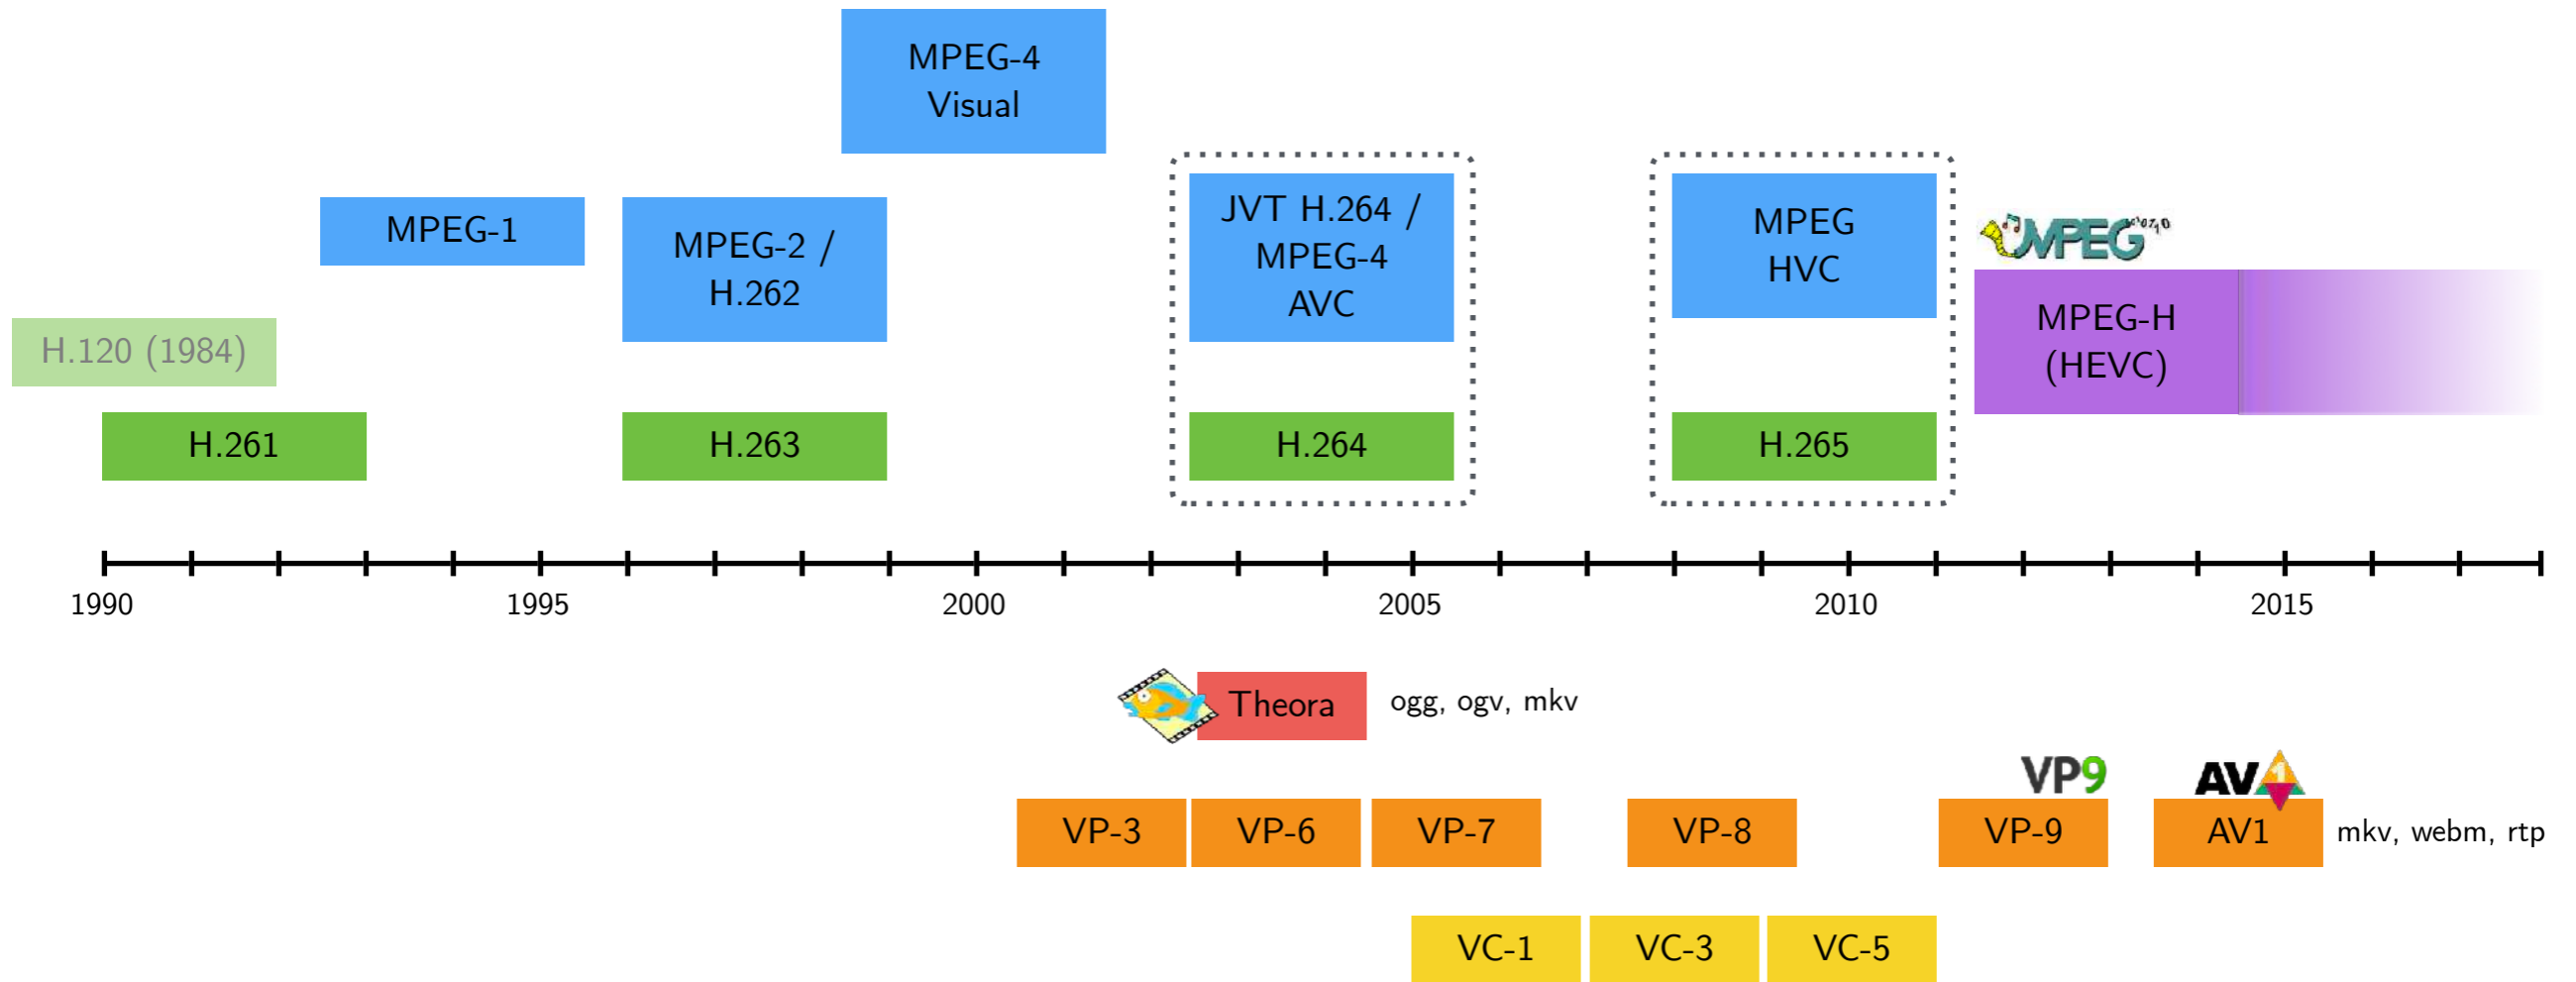 MPEG-4
Visual
MPEG-1
MPEG-2 /
H.262
JVT H.264 /
MPEG-4
AVC
MPEG
HVC
MPEG
MPEG-H
(HEVC)
H.120 (1984)
H.261
H.263
H.264
H.265
1990
1995
2000
2005
2010
2015
Theora
ogg, ogv, mkv
VP9
AV1
VP-3
VP-6
VP-7
VP-8
VP-9
AV1
mkv, webm, rtp
VC-1
VC-3
VC-5